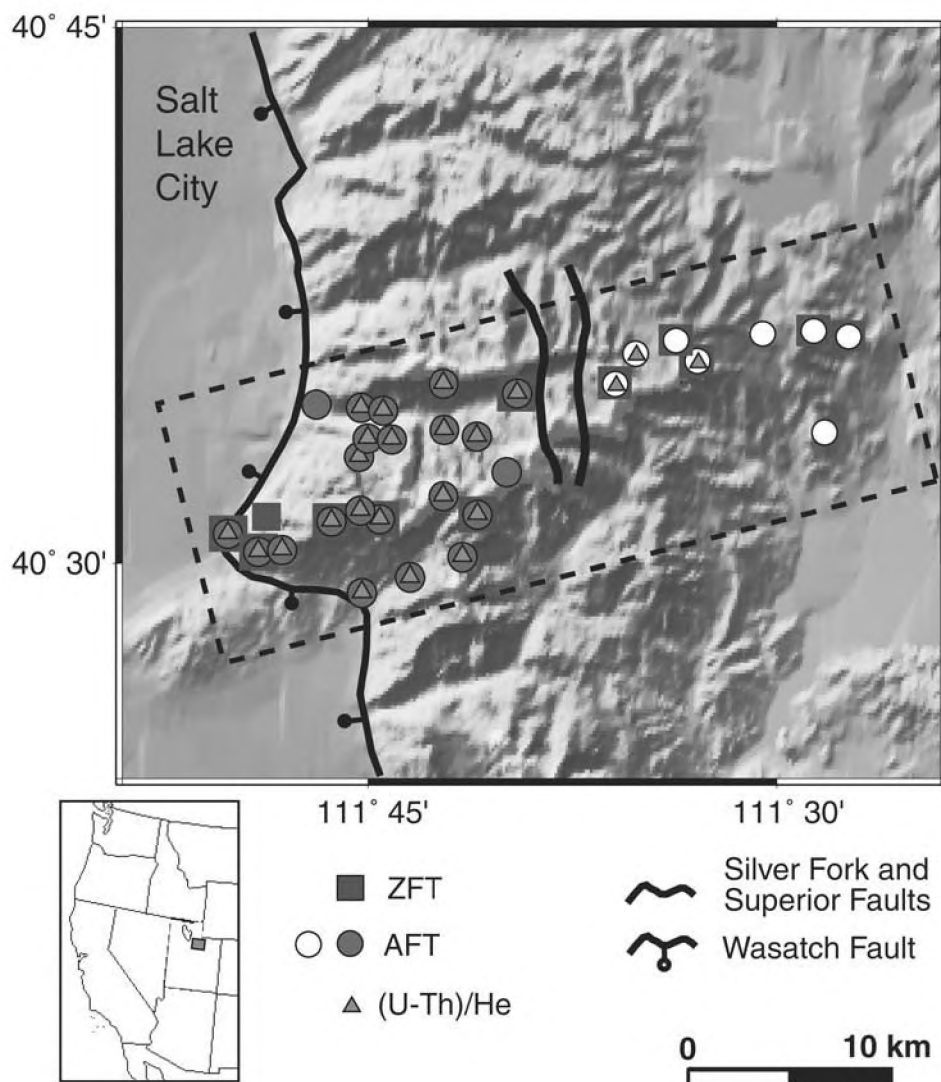 40° 45'
Salt
Lake
City
40° 30'
111° 45'
111° 30'
ZFT
AFT
(U-Th)/He
Silver Fork and
Superior Faults
Wasatch Fault
0 10 km